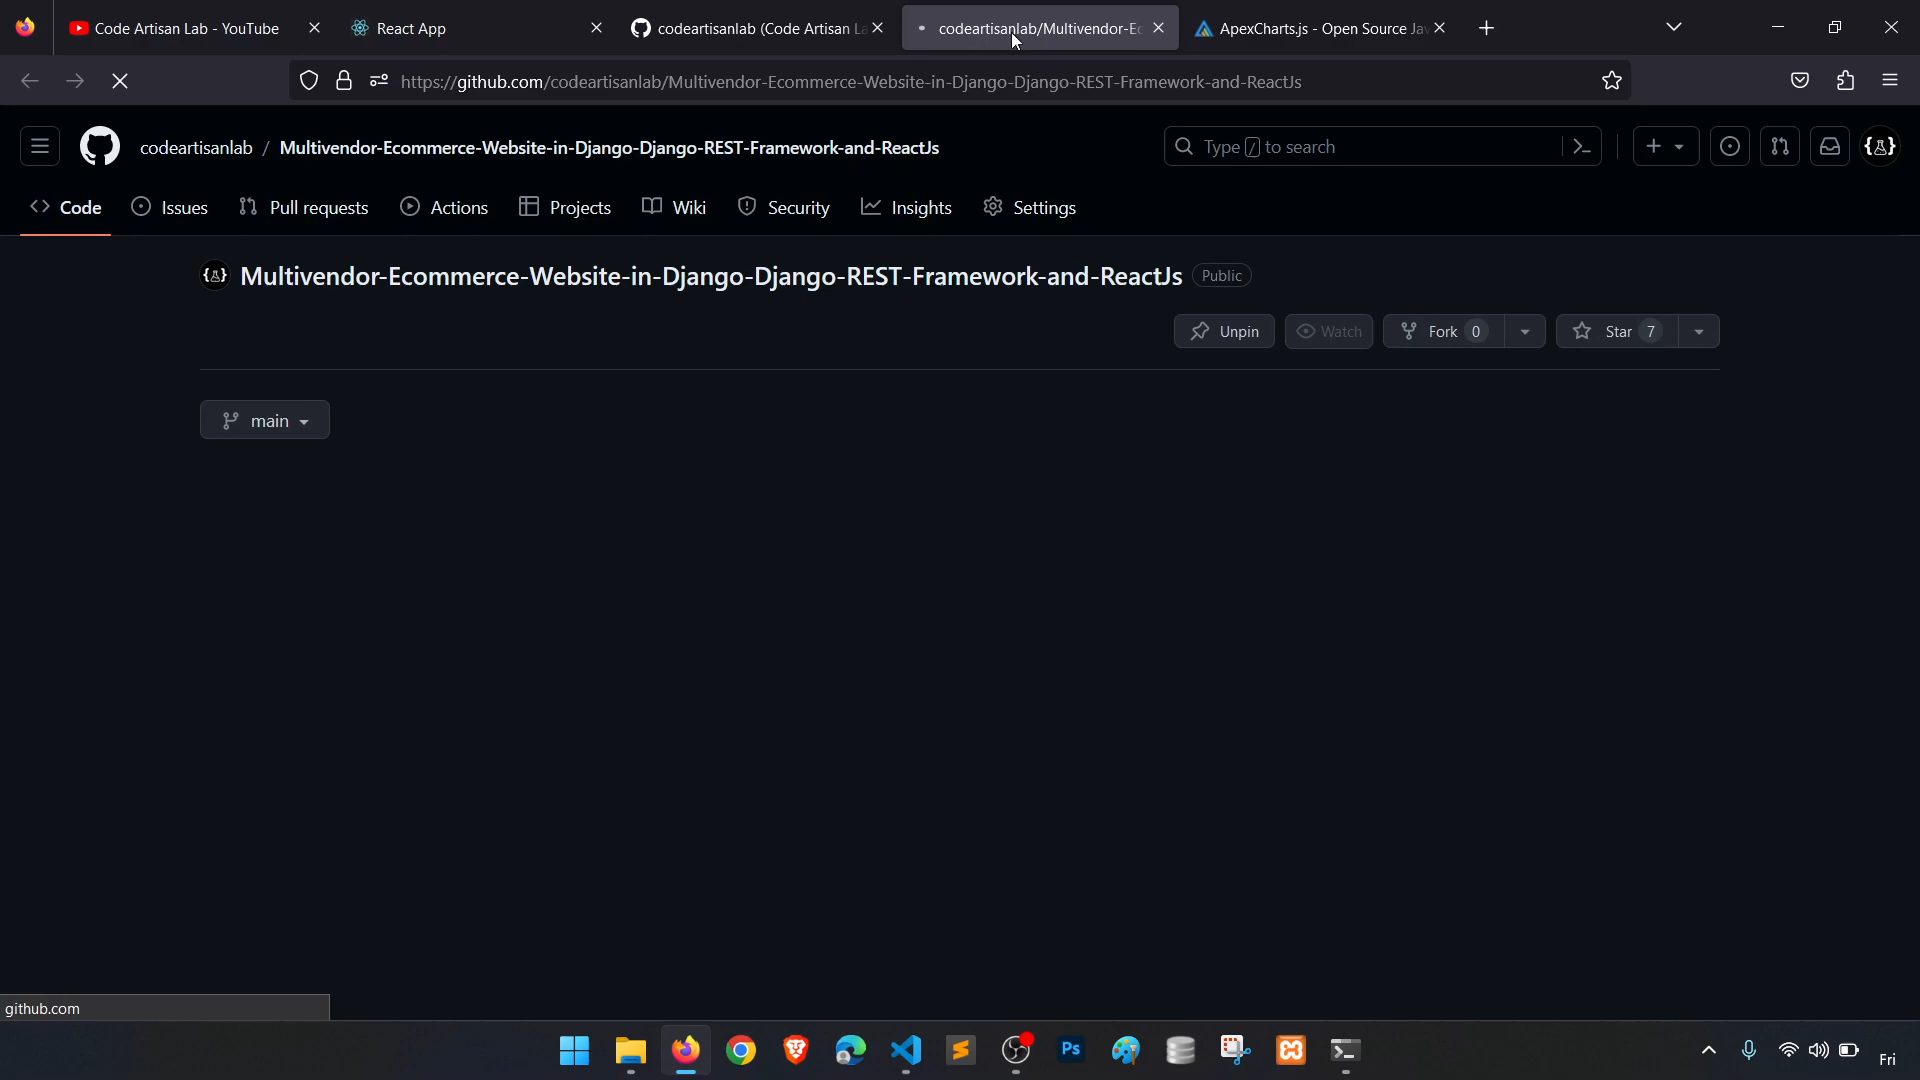 Code Artisan Lab - YouTube
React App
codeartisanlab (Code Artisan La
codeartisanlab/Multivendor-Ec
ApexCharts.js - Open Source Jav
https://github.com/codeartisanlab/Multivendor-Ecommerce-Website-in-Django-Django-REST-Framework-and-ReactJs
codeartisanlab / Multivendor-Ecommerce-Website-in-Django-Django-REST-Framework-and-ReactJs
Type / to search
Code
Issues
Pull requests
Actions
Projects
Wiki
Security
Insights
Settings
Multivendor-Ecommerce-Website-in-Django-Django-REST-Framework-and-ReactJs Public
Unpin
Watch
Fork 0
Star 7
main
github.com
Ps
Fri